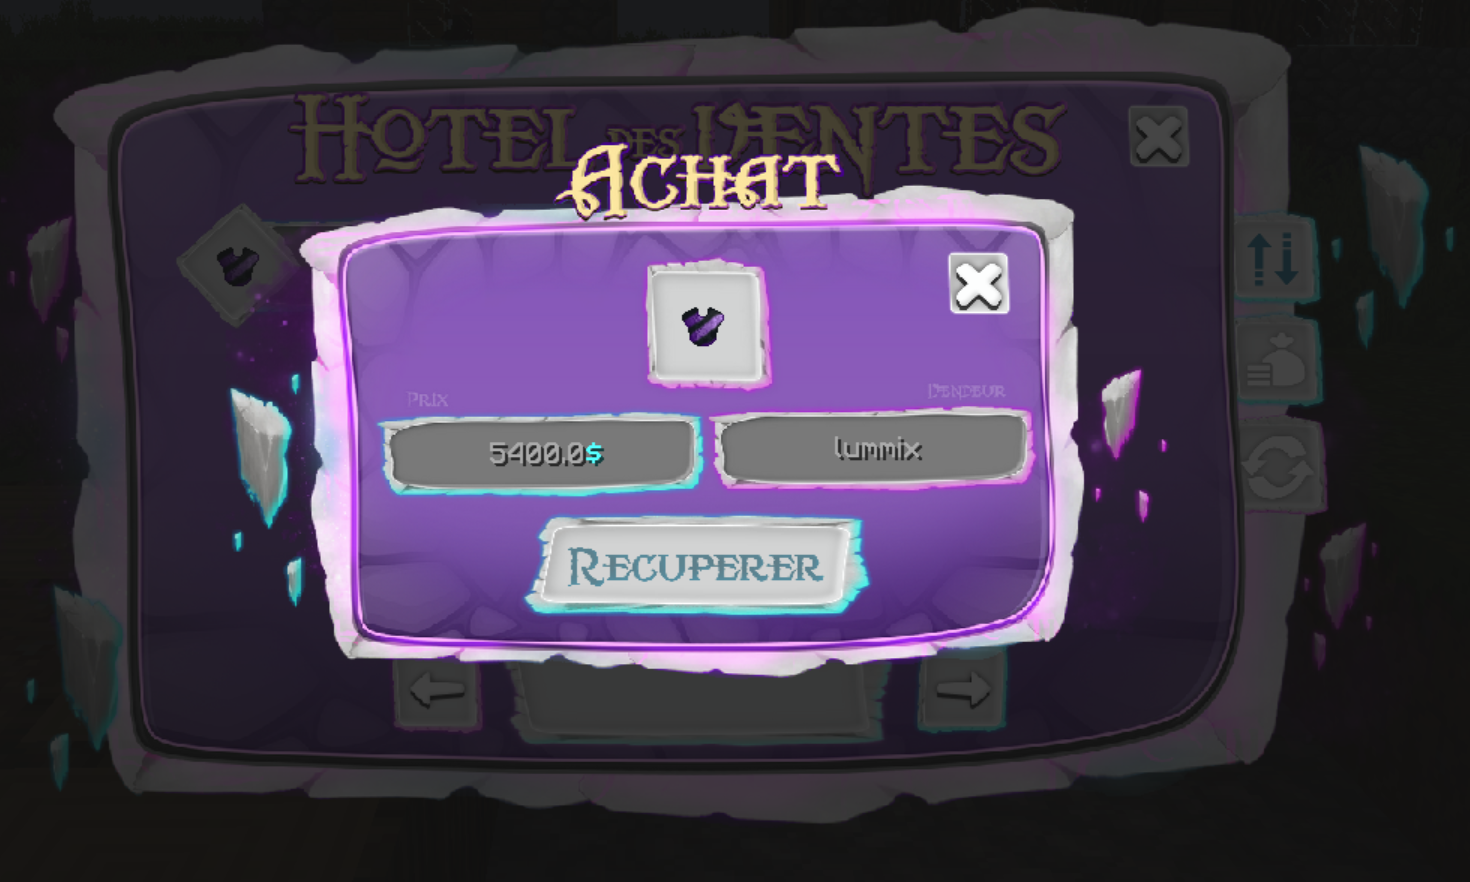 HOTEL DES VENTES
ACHAT
PRIX
VENDEUR
5400.0$
lummix
RECUPERER